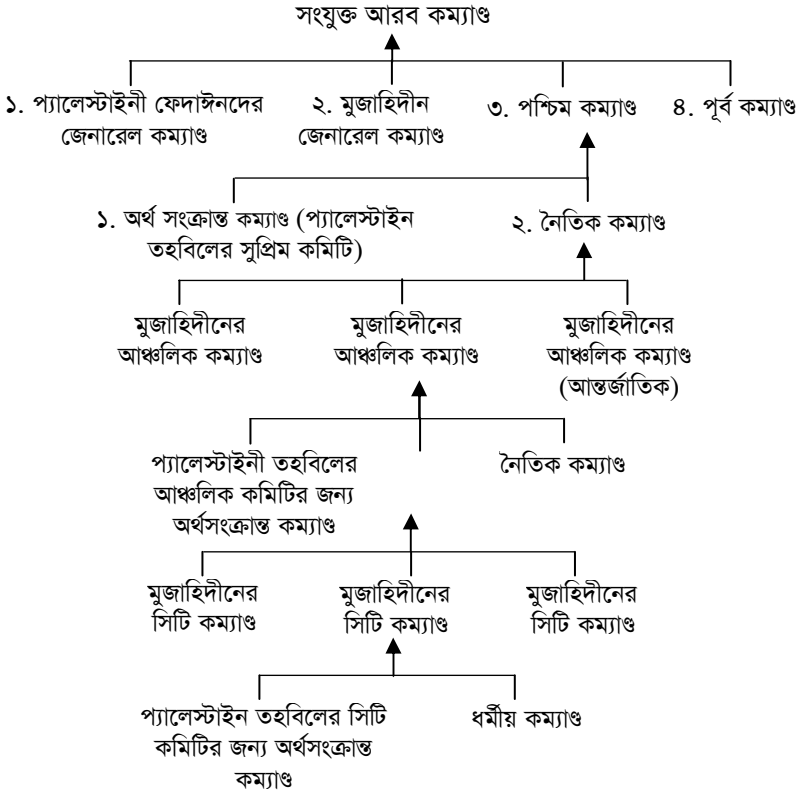 সংযুক্ত আরব কম্যাণ্ড
১. প্যালেস্টাইনী ফেদাঈনদের
জেনারেল কম্যাণ্ড
২. মুজাহিদীন
জেনারেল কম্যাণ্ড
৩. পশ্চিম কম্যাণ্ড
৪. পূর্ব কম্যাণ্ড
১. অর্থ সংক্রান্ত কম্যাণ্ড (প্যালেস্টাইন
তহবিলের সুপ্রিম কমিটি)
২. নৈতিক কম্যাণ্ড
মুজাহিদীনের
আঞ্চলিক কম্যাণ্ড
মুজাহিদীনের
আঞ্চলিক কম্যাণ্ড
মুজাহিদীনের
আঞ্চলিক কম্যাণ্ড
(আন্তর্জাতিক)
প্যালেস্টাইনী তহবিলের
আঞ্চলিক কমিটির জন্য
অর্থসংক্রান্ত কম্যাণ্ড
নৈতিক কম্যাণ্ড
মুজাহিদীনের
সিটি কম্যাণ্ড
মুজাহিদীনের
সিটি কম্যাণ্ড
মুজাহিদীনের
সিটি কম্যাণ্ড
প্যালেস্টাইন তহবিলের সিটি
কমিটির জন্য অর্থসংক্রান্ত
কম্যাণ্ড
ধর্মীয় কম্যাণ্ড